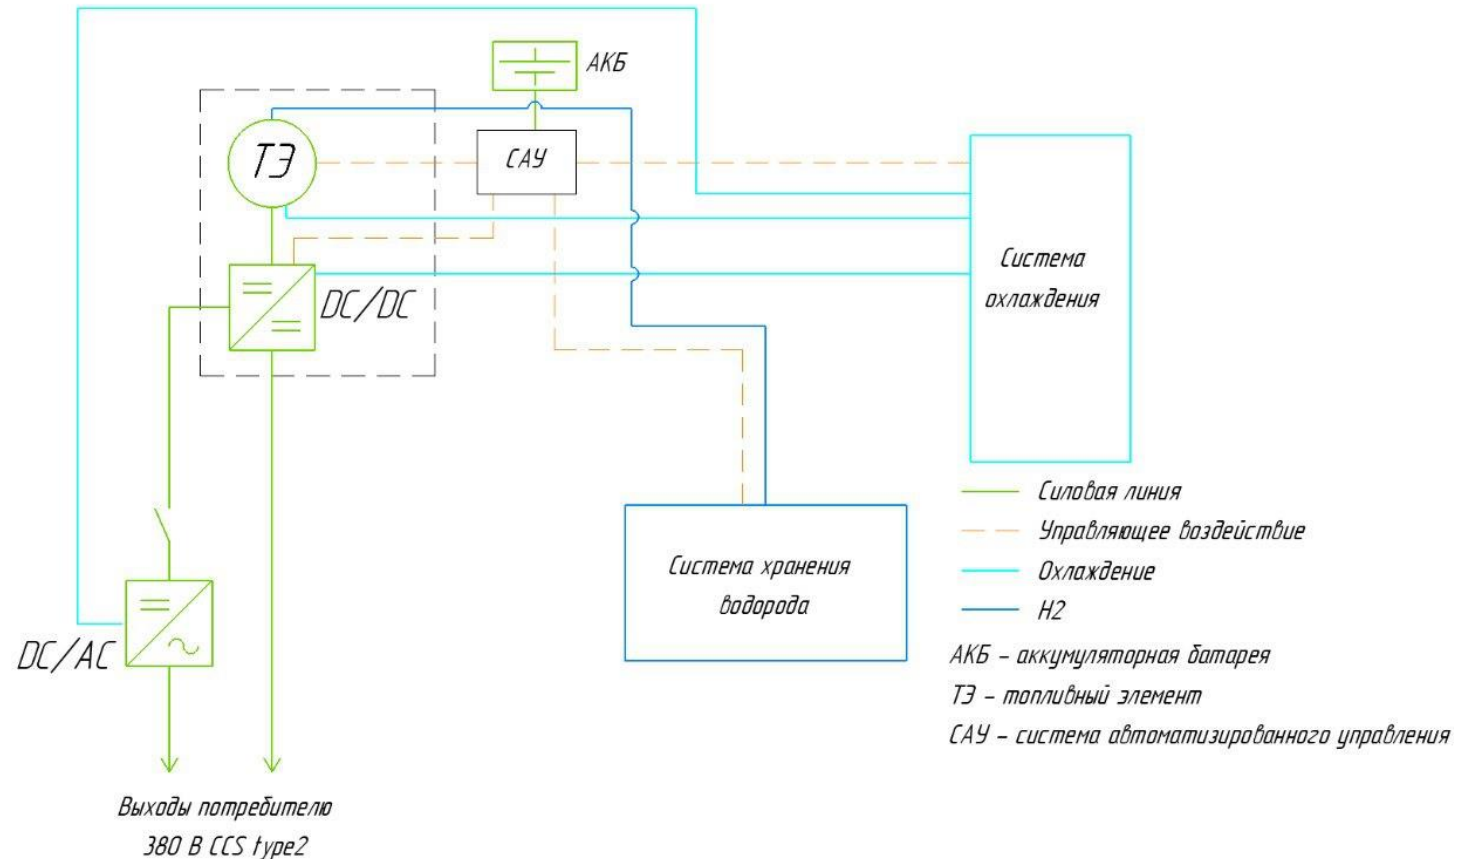 АКБ
ТЭ
САУ
DC/DC
Система
охлаждения
Силовая линия
Управляющее воздействие
Охлаждение
Н2
Система хранения
водорода
DC/AC
АКБ – аккумуляторная батарея
ТЭ – топливный элемент
САУ – система автоматизированного управления
Выходы потребителю
380 В CCS type2